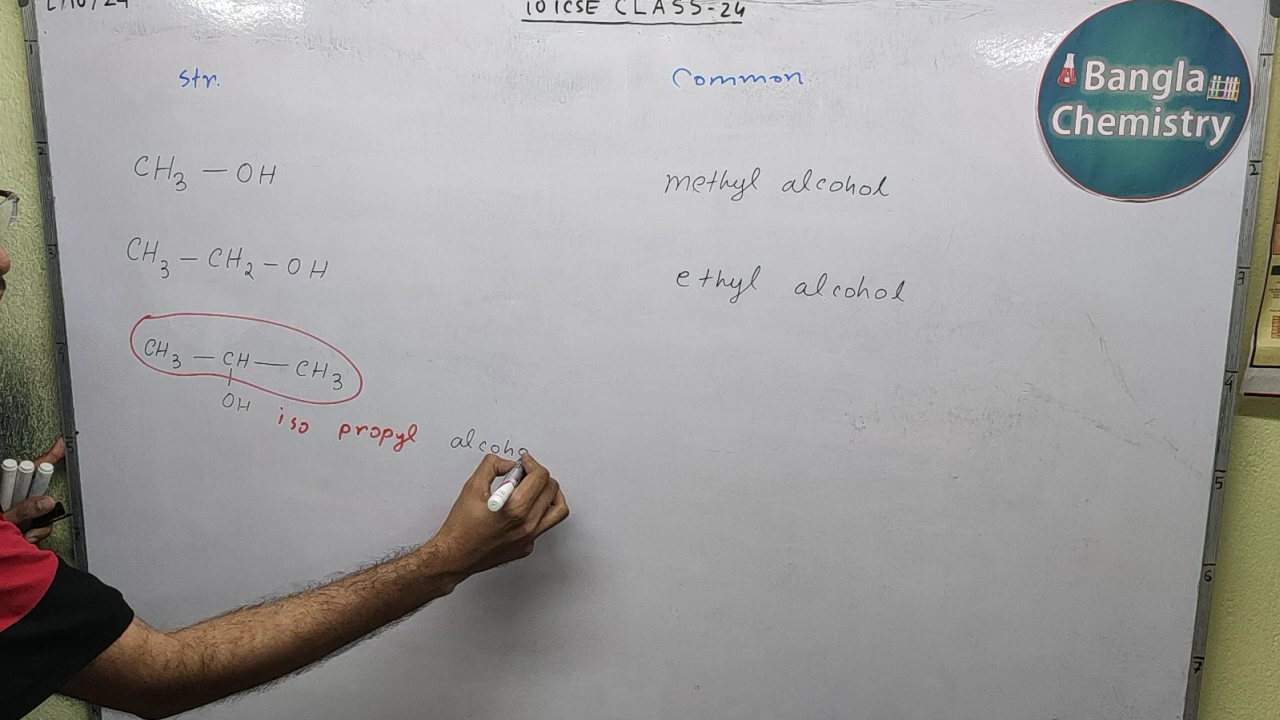 10 ICSE CLASS-24
Bangla
Chemistry
Str. Common
CH3 — OH methyl alcohol
CH3 — CH2 — OH ethyl alcohol
CH3 — CH — CH3
OH
iso propyl alcoho